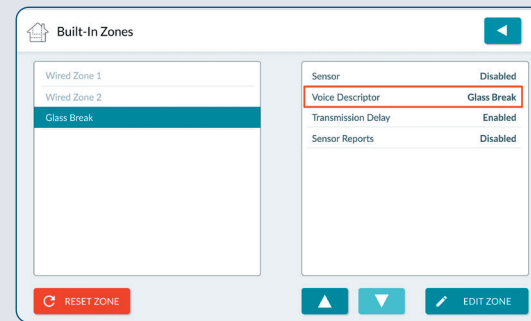 Built-In Zones
Wired Zone 1
Wired Zone 2
Glass Break
Sensor Disabled
Voice Descriptor Glass Break
Transmission Delay Enabled
Sensor Reports Disabled
RESET ZONE
EDIT ZONE